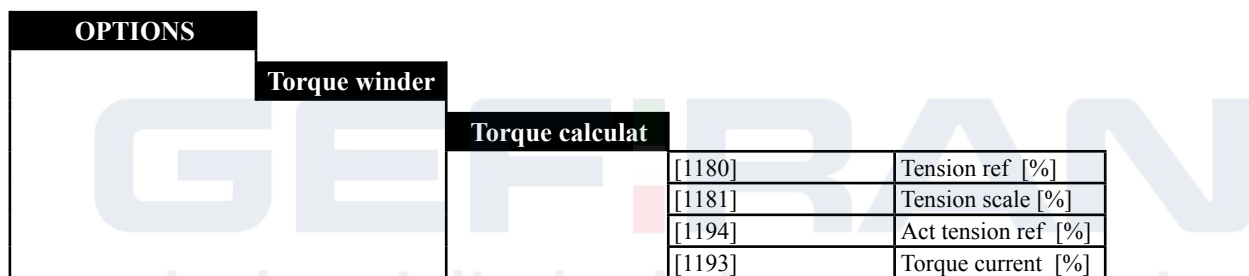 OPTIONS
Torque winder
Torque calculat
[1180] Tension ref [%]
[1181] Tension scale [%]
[1194] Act tension ref [%]
[1193] Torque current [%]
GEFRAN